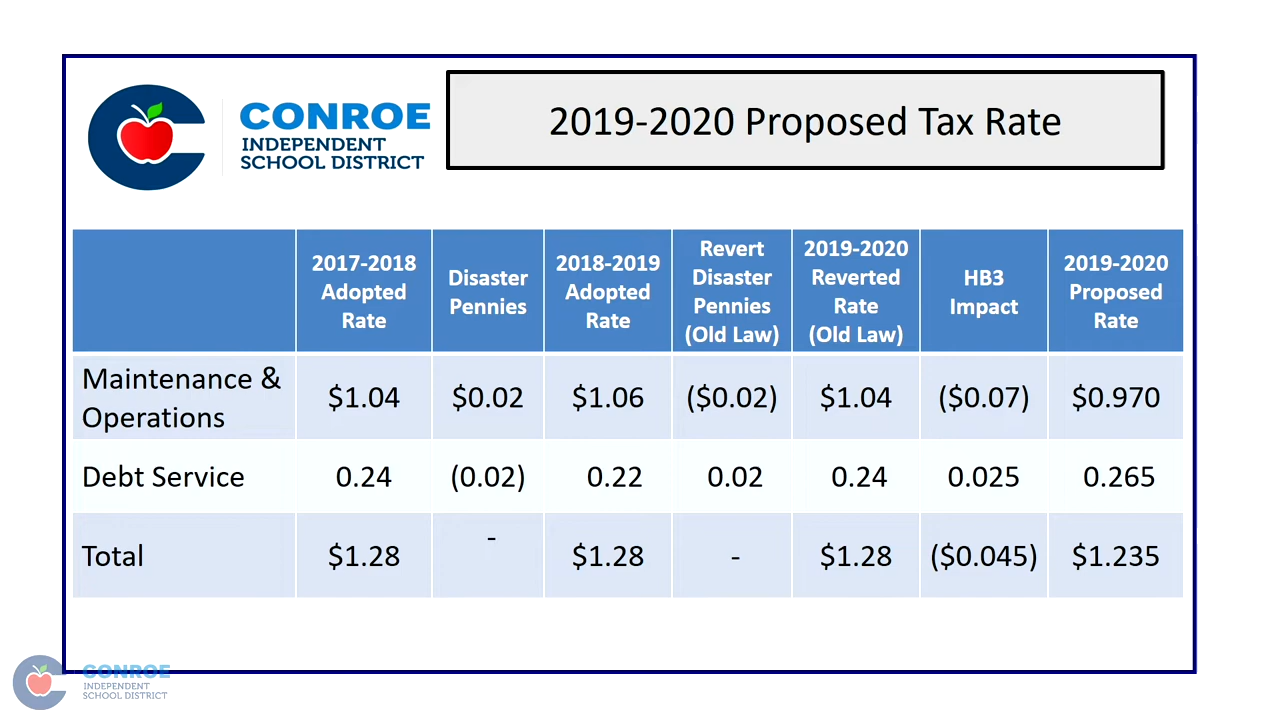 CONROE
INDEPENDENT
SCHOOL DISTRICT
2019-2020 Proposed Tax Rate
2017-2018 Adopted Rate
Disaster Pennies
2018-2019 Adopted Rate
Revert Disaster Pennies (Old Law)
2019-2020 Reverted Rate (Old Law)
HB3 Impact
2019-2020 Proposed Rate
Maintenance & Operations $1.04 $0.02 $1.06 ($0.02) $1.04 ($0.07) $0.970
Debt Service 0.24 (0.02) 0.22 0.02 0.24 0.025 0.265
Total $1.28 - $1.28 - $1.28 ($0.045) $1.235
CONROE
INDEPENDENT
SCHOOL DISTRICT